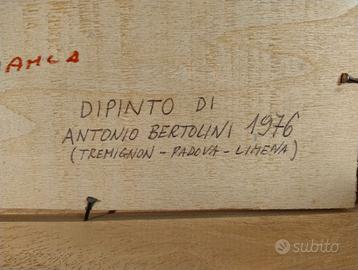 AMCA
DIPINTO DI
ANTONIO BERTOLINI 1976
(TREMIGNON - PADOVA - LIMENA)
subito